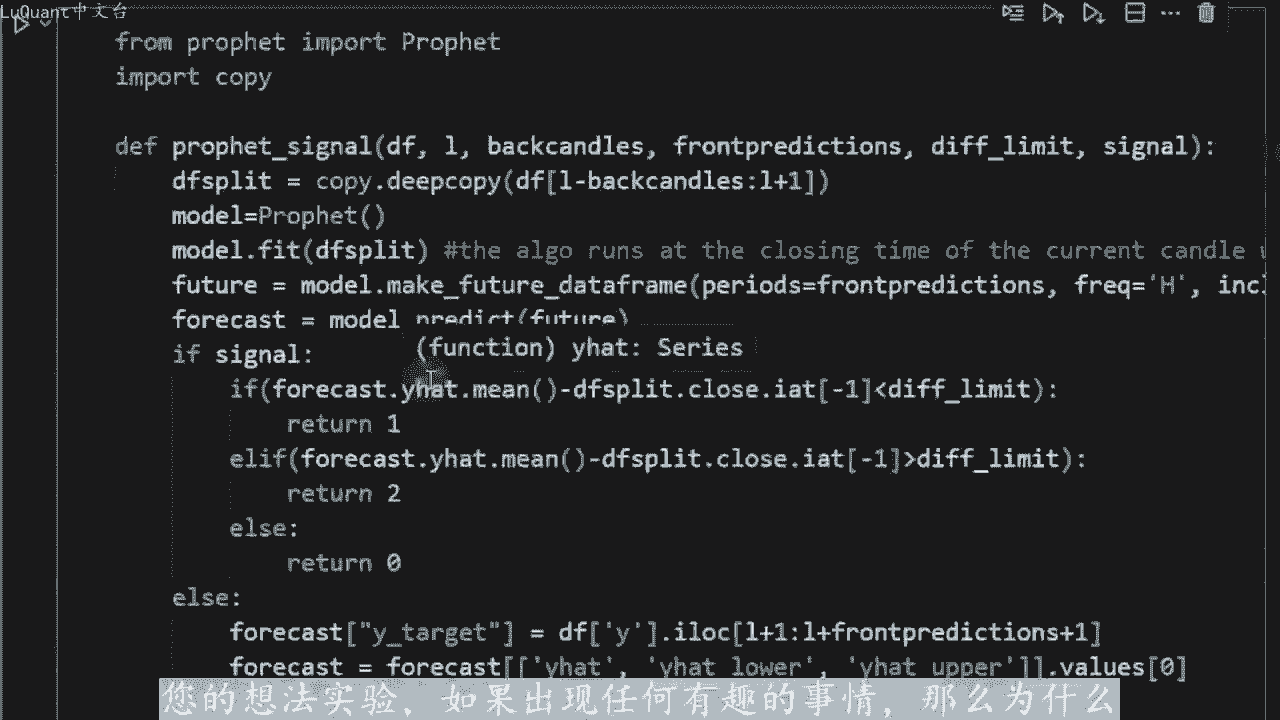 LuQuant中文台
from prophet import Prophet
import copy
def prophet_signal(df, l, backcandles, frontpredictions, diff_limit, signal):
dfsplit = copy.deepcopy(df[l-backcandles:l+1])
model=Prophet()
model.fit(dfsplit) #the algo runs at the closing time of the current candle
future = model.make_future_dataframe(periods=frontpredictions, freq='H', incl
forecast = model.predict(future)
(function) yhat: Series
if signal:
if(forecast.yhat.mean()-dfsplit.close.iat[-1]<diff_limit):
return 1
elif(forecast.yhat.mean()-dfsplit.close.iat[-1]>diff_limit):
return 2
else:
return 0
else:
forecast["y_target"] = df['y'].iloc[l+1:l+frontpredictions+1]
forecast = forecast[['yhat', 'yhat_lower', 'yhat_upper']].values[0]
您的想法实验，如果出现任何有趣的事情，那么为什么